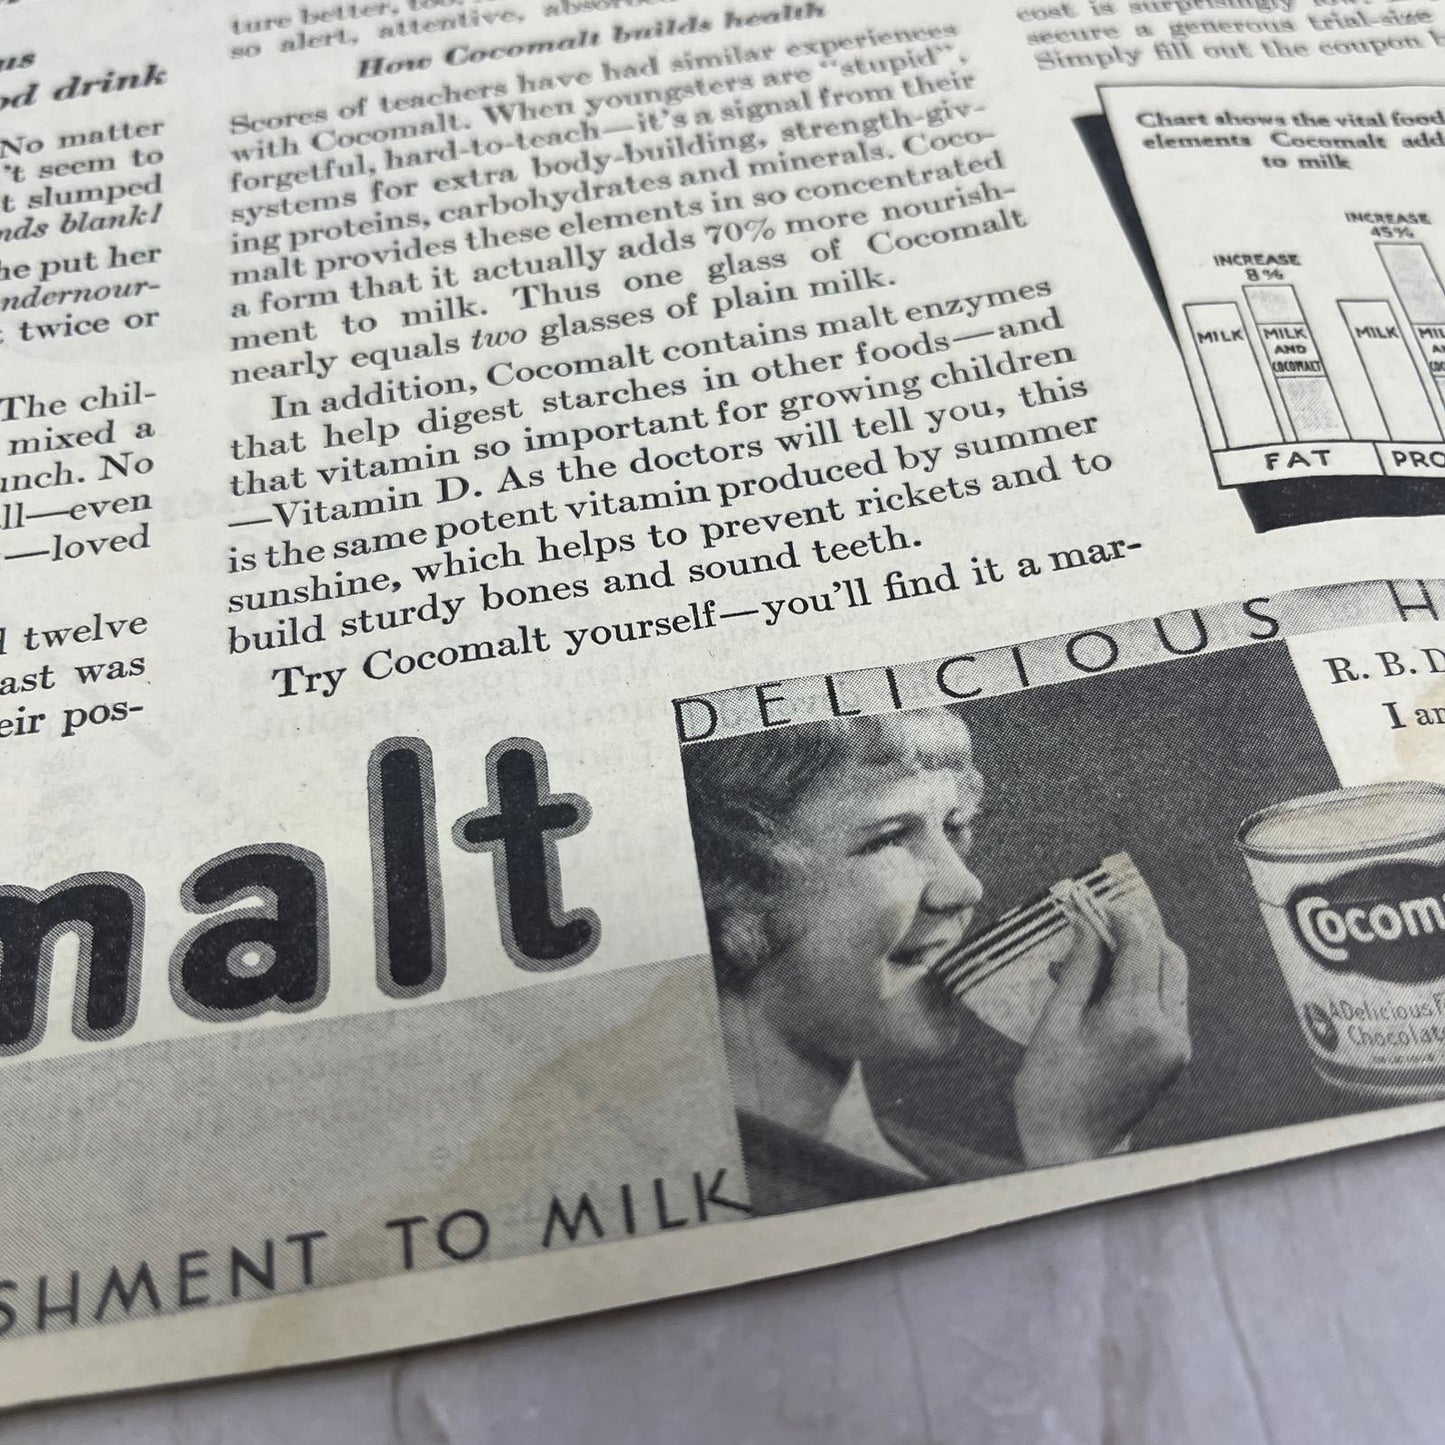 us
od drink
No matter
't seem to
t slumped
nds blank!
he put her
ndernour-
twice or
The chil-
mixed a
unch. No
ll—even
—loved
twelve
ast was
eir pos-
ture better, too,
so alert, attentive, absorbed
How Cocomalt builds health
Scores of teachers have had similar experiences
with Cocomalt. When youngsters are "stupid",
forgetful, hard-to-teach—it's a signal from their
systems for extra body-building, strength-giv-
ing proteins, carbohydrates and minerals. Coco-
malt provides these elements in so concentrated
a form that it actually adds 70% more nourish-
ment to milk. Thus one glass of Cocomalt
nearly equals two glasses of plain milk.
In addition, Cocomalt contains malt enzymes
that help digest starches in other foods—and
that vitamin so important for growing children
—Vitamin D. As the doctors will tell you, this
is the same potent vitamin produced by summer
sunshine, which helps to prevent rickets and to
build sturdy bones and sound teeth.
Try Cocomalt yourself—you'll find it a mar-
cost is surprisingly low.
secure a generous trial-size
Simply fill out the coupon b
Chart shows the vital food
elements Cocomalt add
to milk
INCREASE
8%
INCREASE
45%
MILK
MILK
AND
COCOMALT
MILK
MIL
FAT
PRO
DELICIOUS H
R. B. D
I am
malt
Cocom
A Delicious F
Chocolat
SHMENT TO MILK